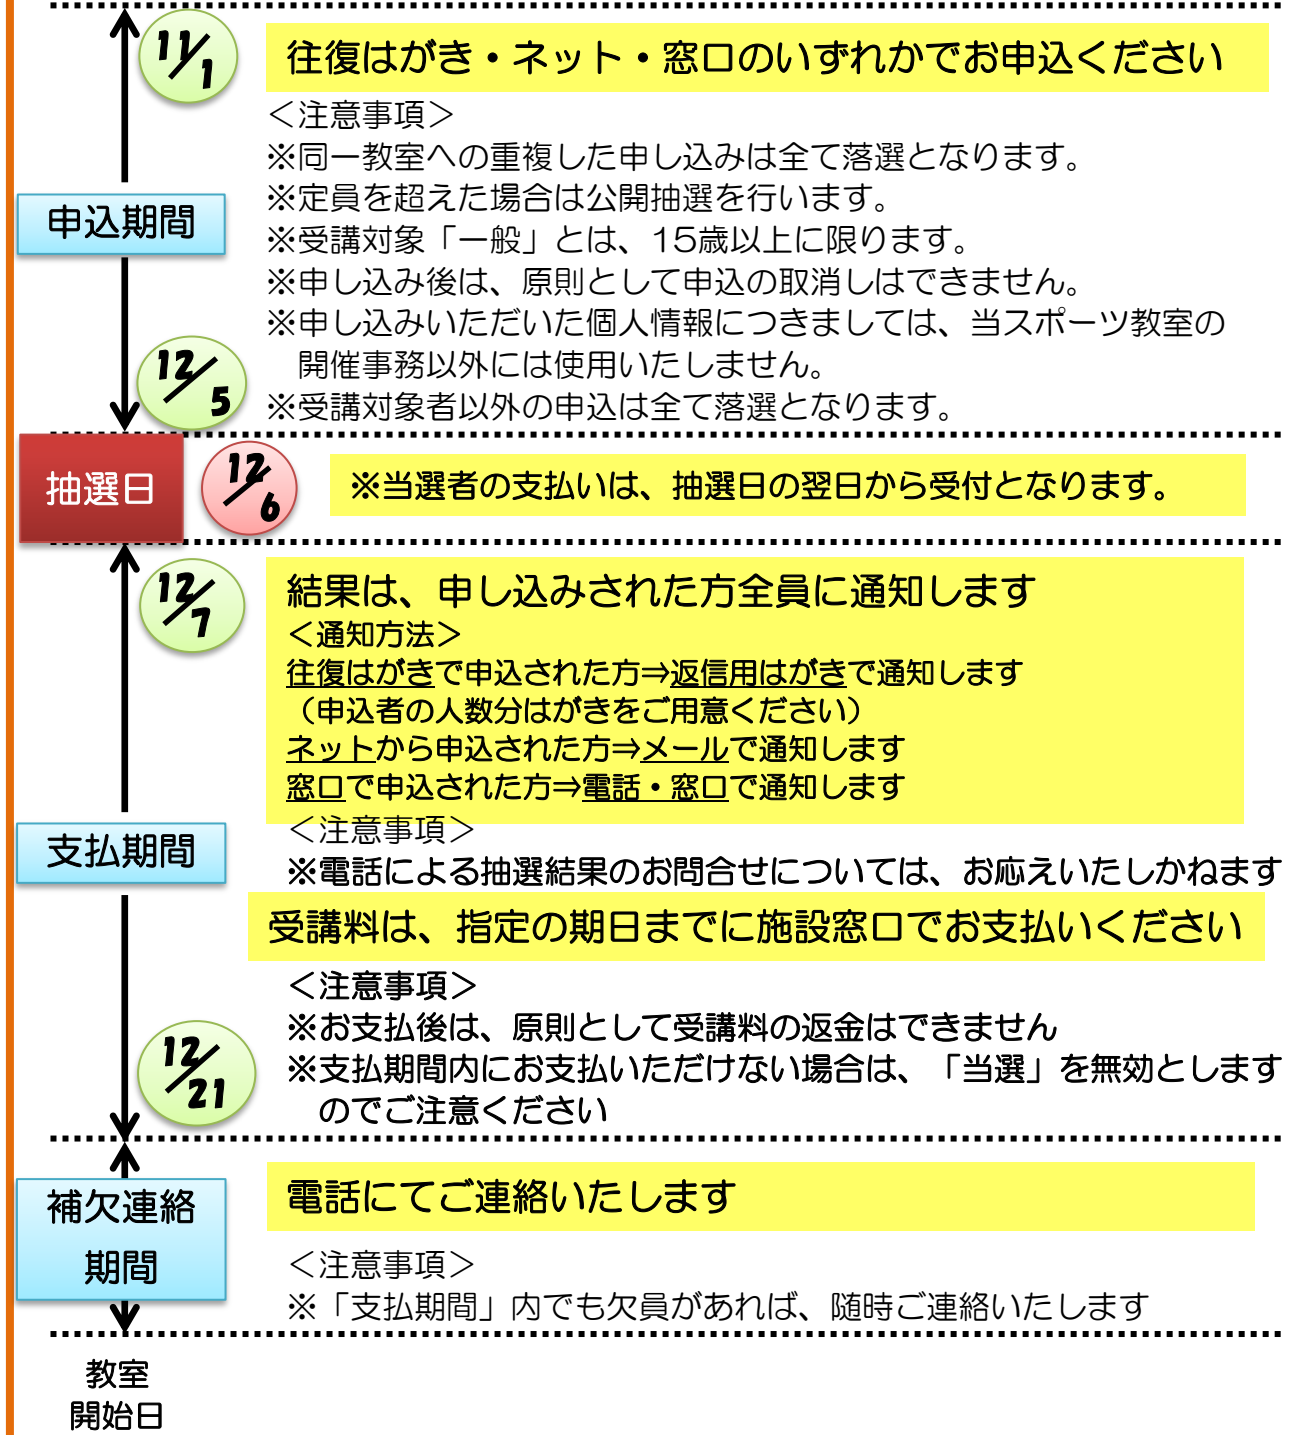 11/1
往復はがき・ネット・窓口のいずれかでお申込ください
＜注意事項＞
※同一教室への重複した申し込みは全て落選となります。
※定員を超えた場合は公開抽選を行います。
申込期間
※受講対象「一般」とは、15歳以上に限ります。
※申し込み後は、原則として申込の取消しはできません。
※申し込みいただいた個人情報につきましては、当スポーツ教室の
開催事務以外には使用いたしません。
12/5
※受講対象者以外の申込は全て落選となります。
抽選日
12/6
※当選者の支払いは、抽選日の翌日から受付となります。
12/7
結果は、申し込みされた方全員に通知します
＜通知方法＞
往復はがきで申込された方⇒返信用はがきで通知します
（申込者の人数分はがきをご用意ください）
ネットから申込された方⇒メールで通知します
窓口で申込された方⇒電話・窓口で通知します
＜注意事項＞
支払期間
※電話による抽選結果のお問合せについては、お応えいたしかねます
受講料は、指定の期日までに施設窓口でお支払いください
＜注意事項＞
※お支払後は、原則として受講料の返金はできません
12/21
※支払期間内にお支払いただけない場合は、「当選」を無効とします
のでご注意ください
補欠連絡
期間
電話にてご連絡いたします
＜注意事項＞
※「支払期間」内でも欠員があれば、随時ご連絡いたします
教室
開始日